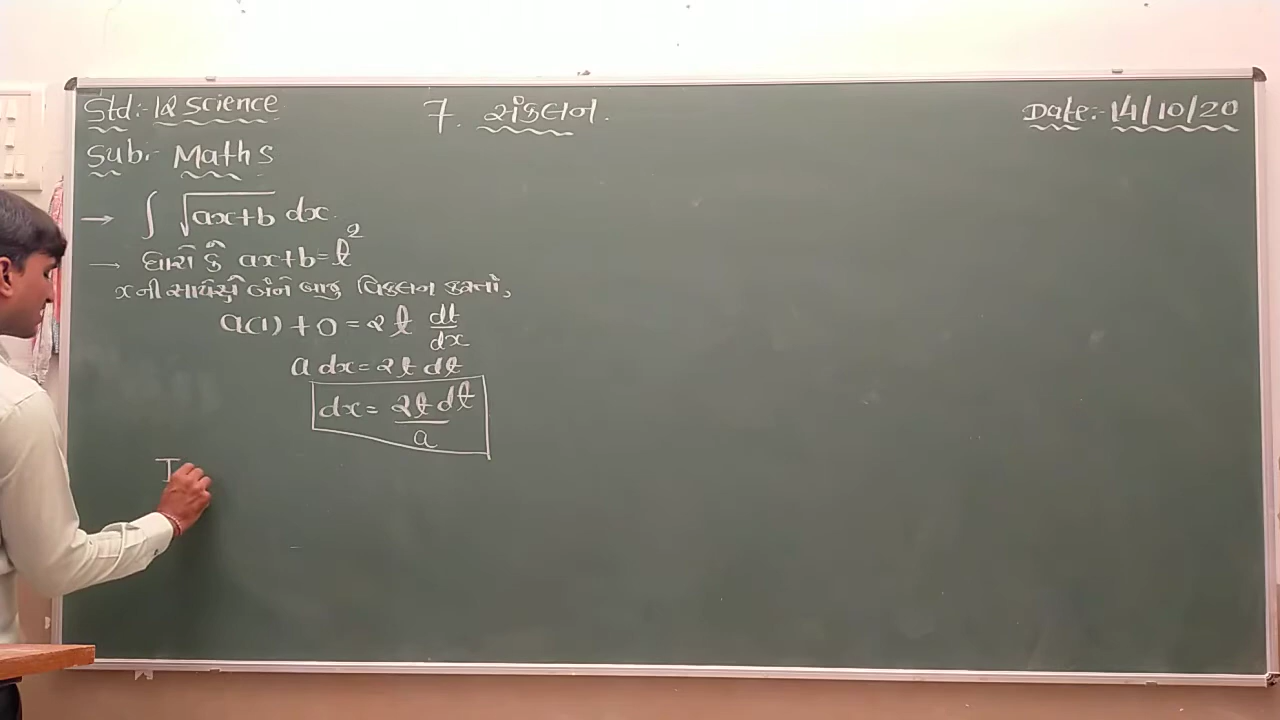 Std:- 12 Science
7. સંકલન.
Date:- 14/10/20
Sub:- Maths
→ ∫ √ax+b dx.
→ ધારો કે ax+b=t²
xની સાપેક્ષે બંને બાજુ વિકલન કરતાં,
a(1) + 0 = 2t dt/dx
a dx = 2t dt
dx = 2t dt/a
I